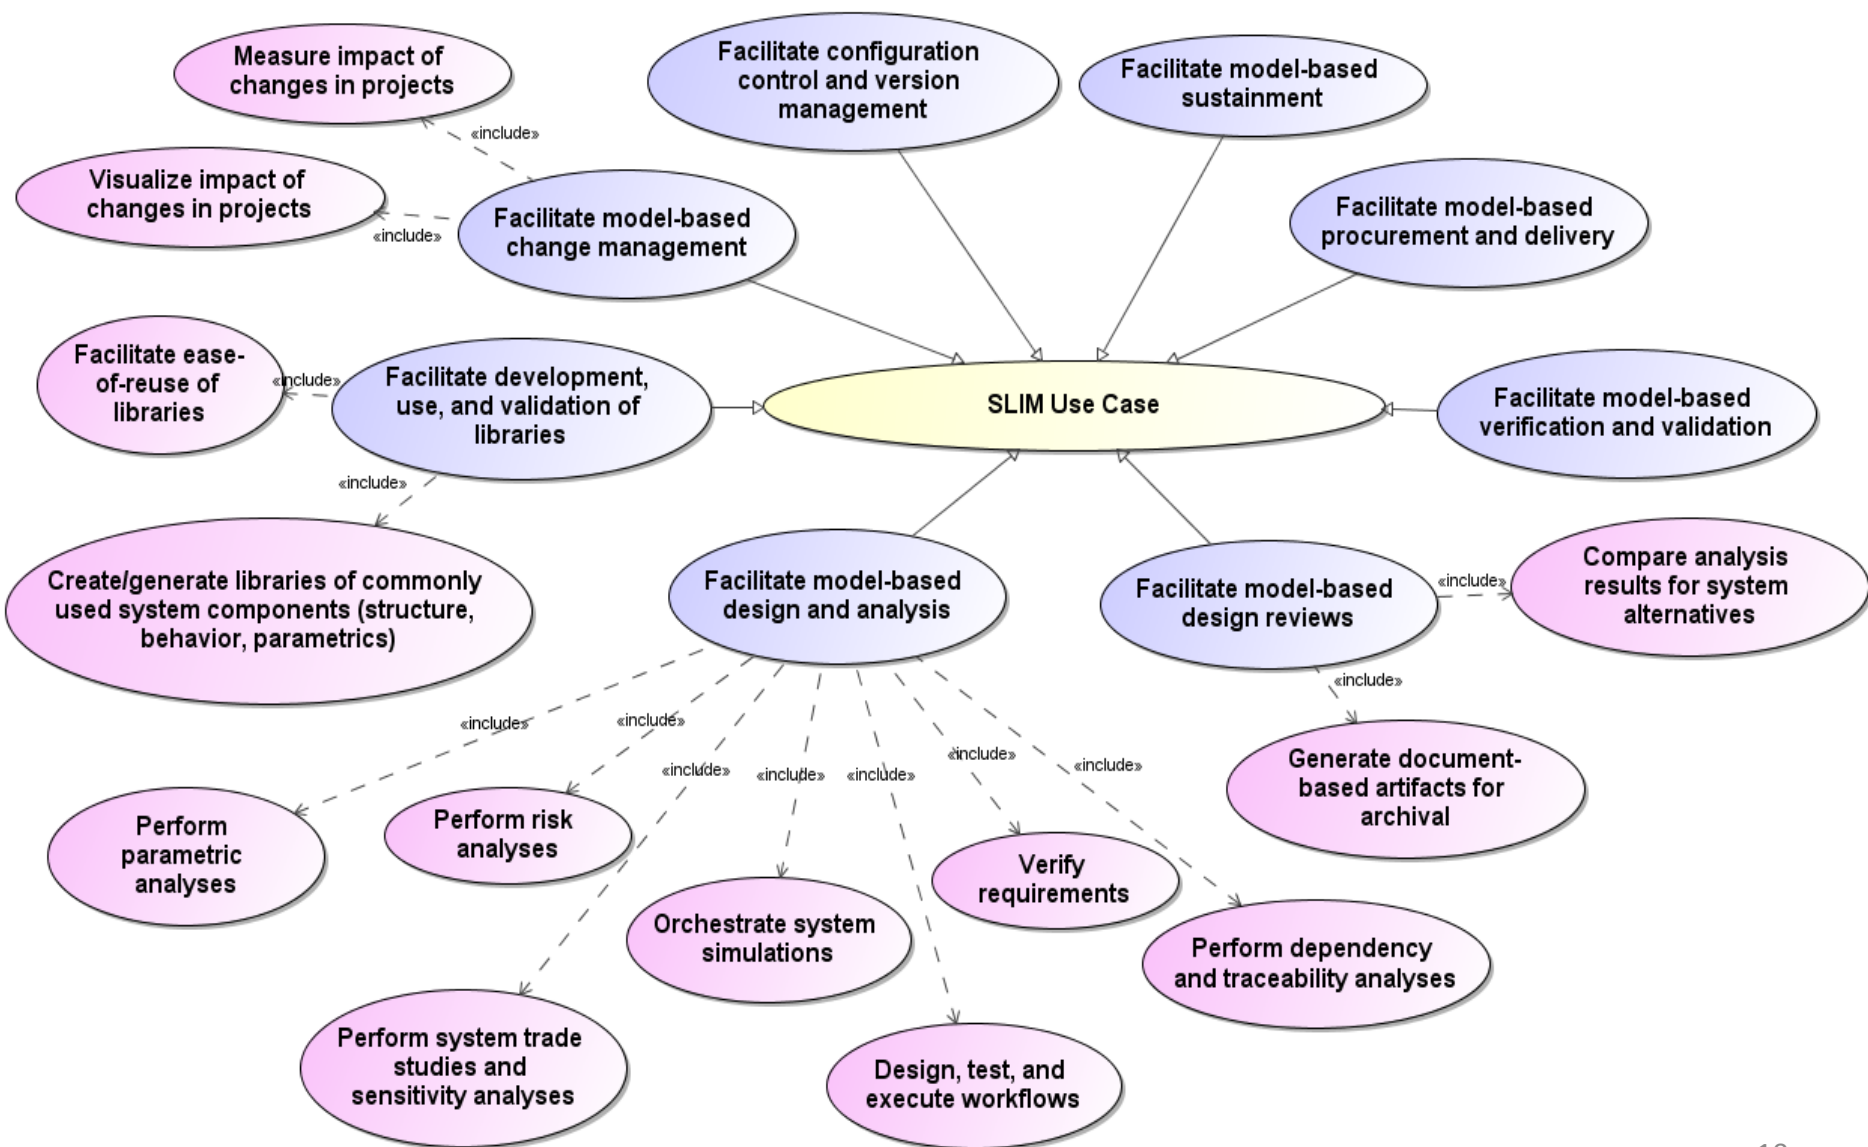 Measure impact of
changes in projects
Facilitate configuration
control and version
management
Facilitate model-based
sustainment
«include»
Visualize impact of
changes in projects
«include»
Facilitate model-based
change management
Facilitate model-based
procurement and delivery
Facilitate ease-
of-reuse of
libraries
«include»
Facilitate development,
use, and validation of
libraries
SLIM Use Case
Facilitate model-based
verification and validation
«include»
Create/generate libraries of commonly
used system components (structure,
behavior, parametrics)
Facilitate model-based
design and analysis
Facilitate model-based
design reviews
«include»
Compare analysis
results for system
alternatives
«include»
«include»
«include»
«include»
«include»
«include»
«include»
«include»
Generate document-
based artifacts for
archival
Perform
parametric
analyses
Perform risk
analyses
Verify
requirements
Orchestrate system
simulations
Perform dependency
and traceability analyses
Perform system trade
studies and
sensitivity analyses
Design, test, and
execute workflows